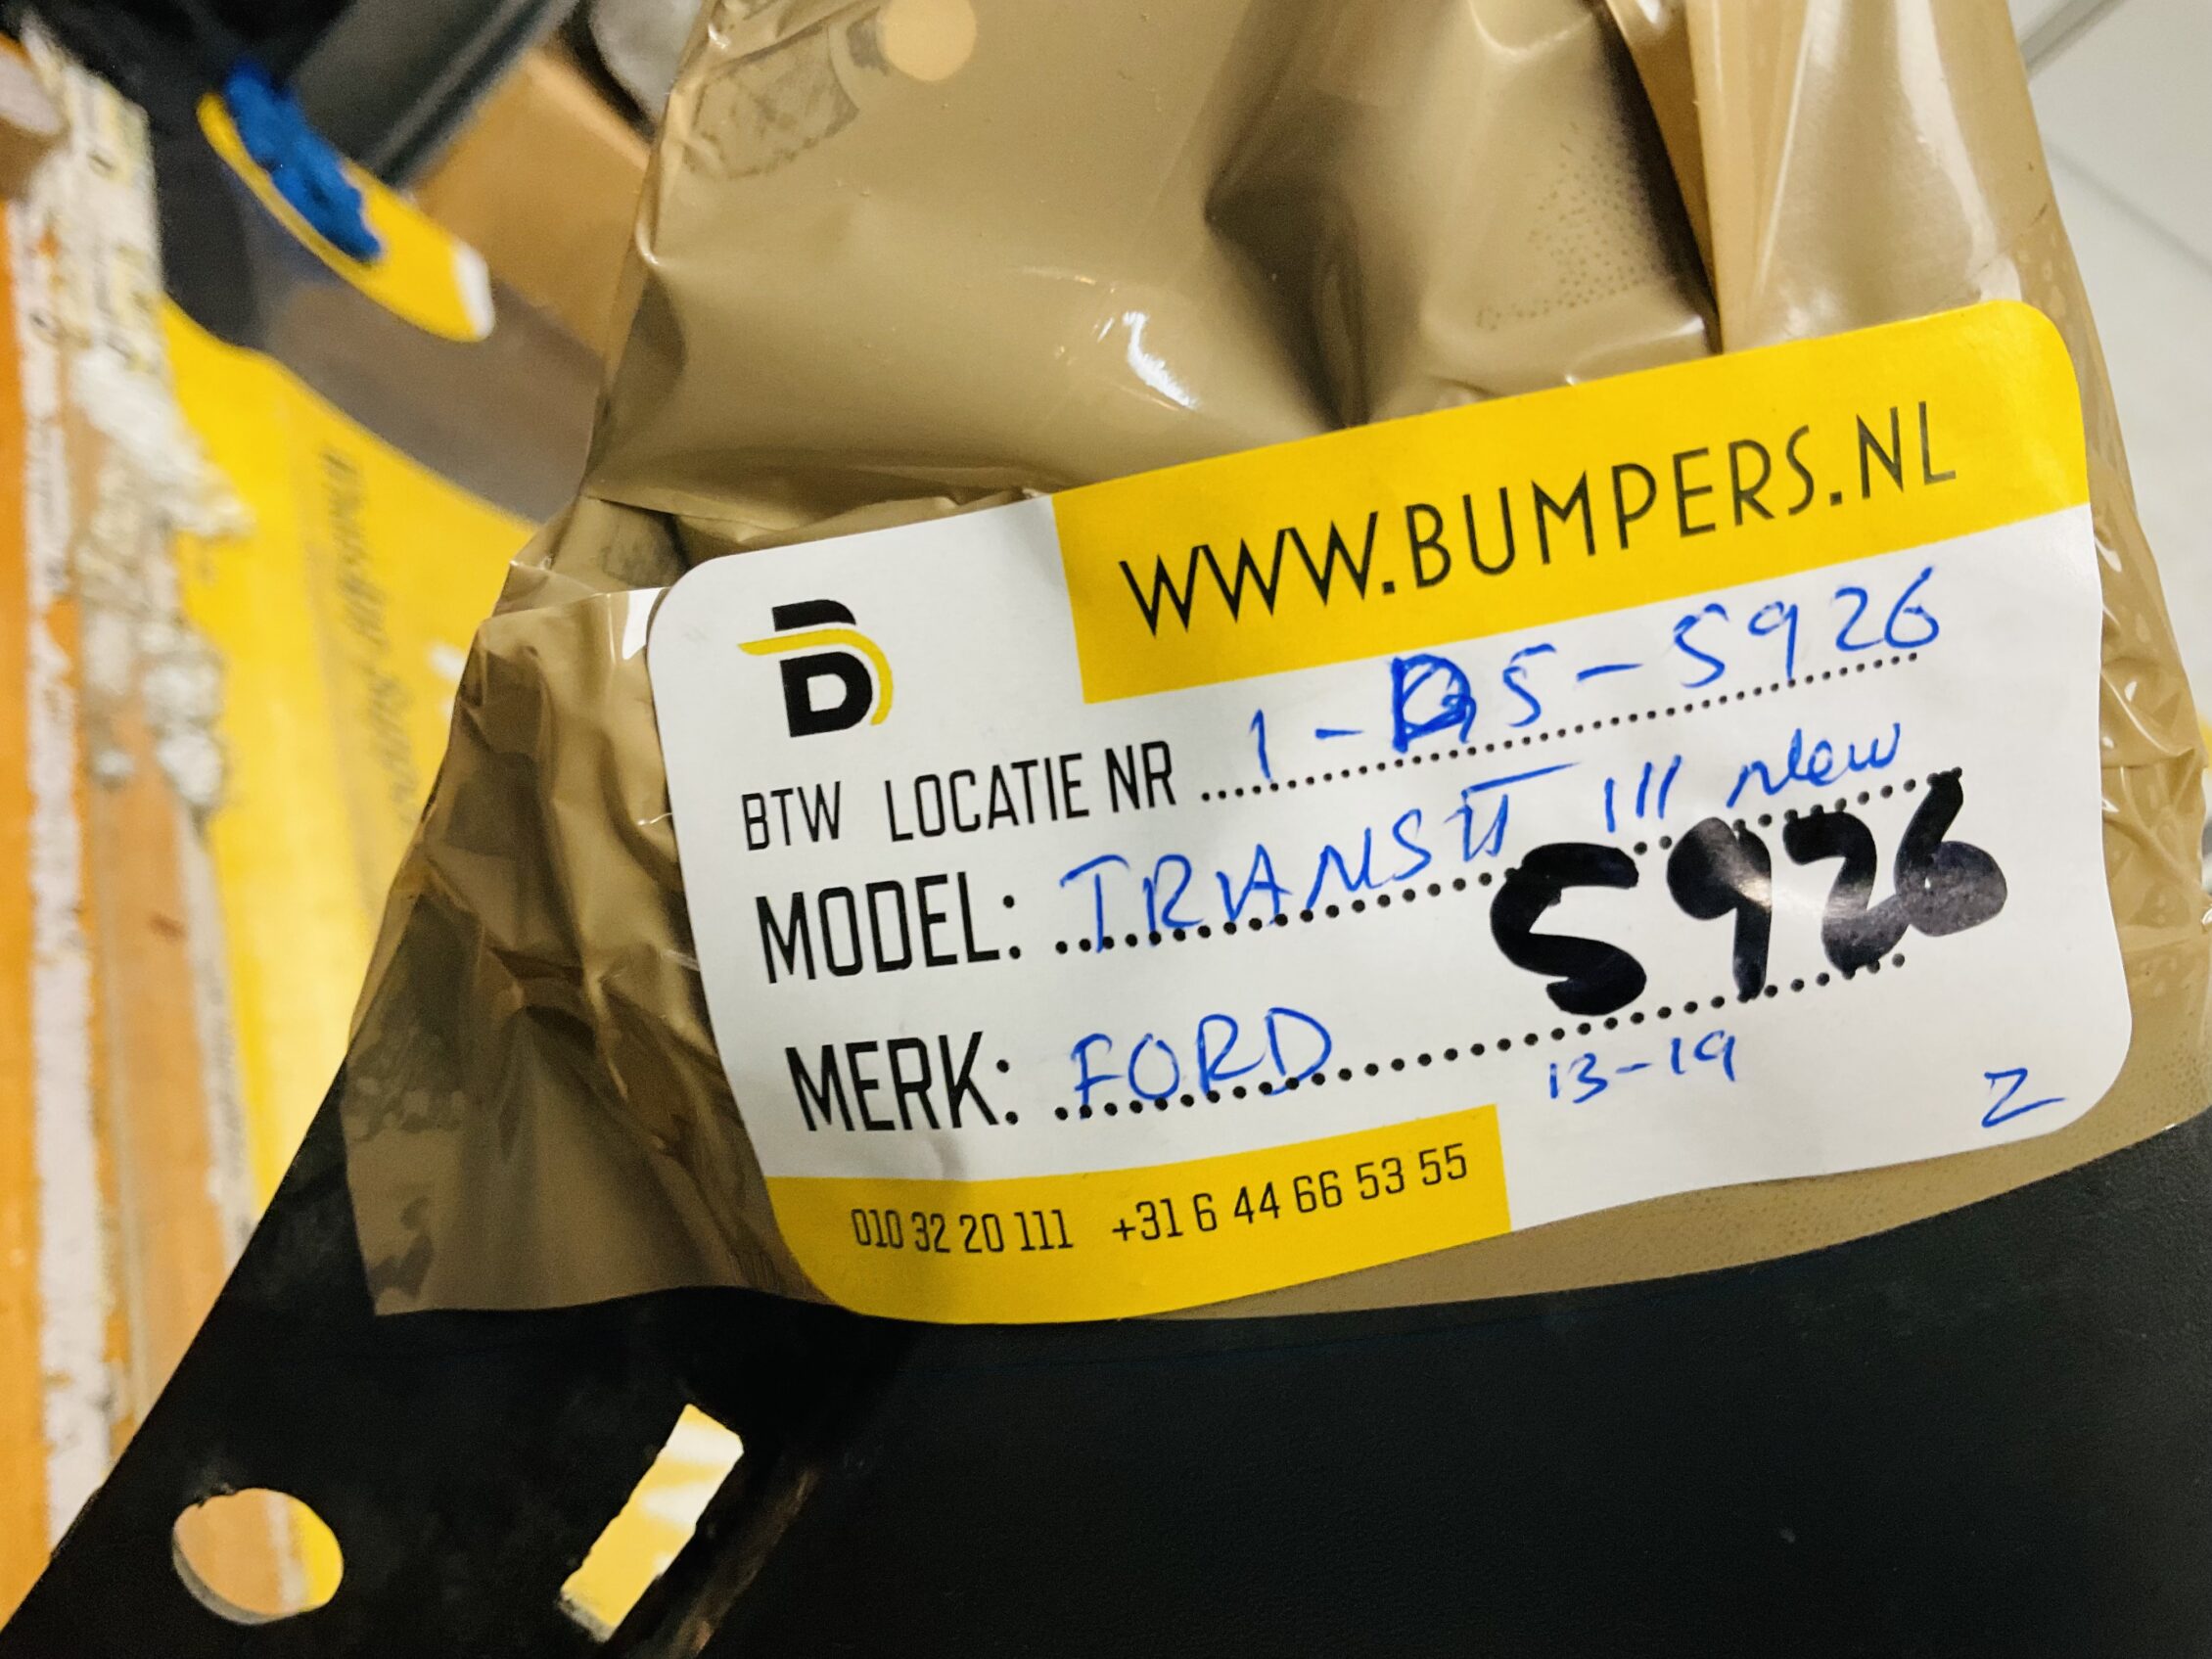 WWW.BUMPERS.NL
B
BTW LOCATIE NR 1-D5-5926
MODEL: TRANSIT III New
5926
MERK: FORD
13-19
Z
010 32 20 111 +31 6 44 66 53 55